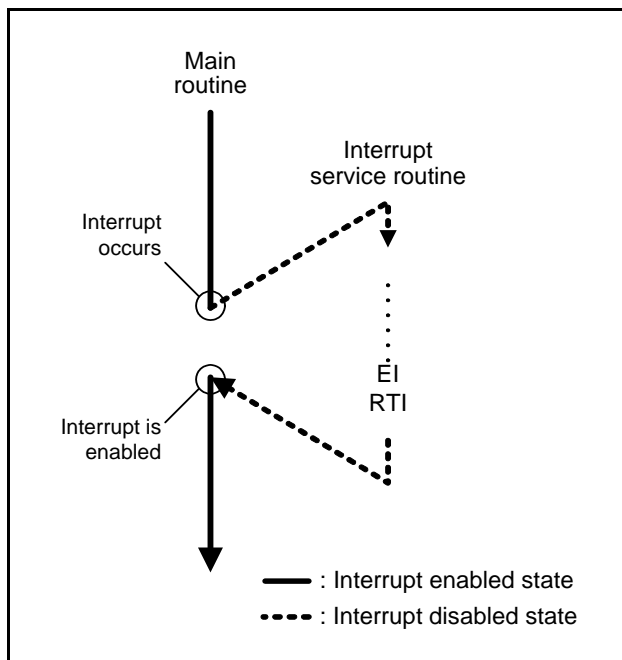 Main
routine
Interrupt
service routine
Interrupt
occurs
EI
RTI
Interrupt is
enabled
: Interrupt enabled state
: Interrupt disabled state